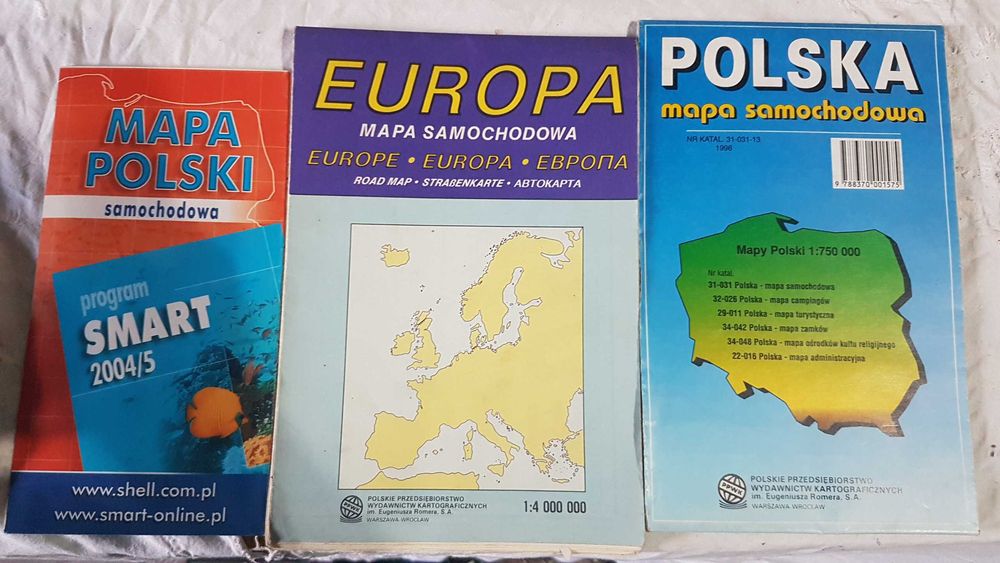 MAPA
POLSKI
samochodowa
program
SMART
2004/5
www.shell.com.pl
www.smart-online.pl
EUROPA
MAPA SAMOCHODOWA
EUROPE • EUROPA • ЕВРОПА
ROAD MAP • STRAßENKARTE • АВТОКАРТА
PPWK
POLSKIE PRZEDSIĘBIORSTWO
WYDAWNICTW KARTOGRAFICZNYCH
im. Eugeniusza Romera, S.A.
WARSZAWA-WROCŁAW
1:4 000 000
POLSKA
mapa samochodowa
NR KATAL. 31-031-13
1996
9 788370 001575
Mapy Polski 1:750 000
Nr katal.
31-031 Polska - mapa samochodowa
32-026 Polska - mapa campingów
29-011 Polska - mapa turystyczna
34-042 Polska - mapa zamków
34-048 Polska - mapa ośrodków kultu religijnego
22-016 Polska - mapa administracyjna
PPWK
POLSKIE PRZEDSIĘBIORSTWO
WYDAWNICTW KARTOGRAFICZNYCH
im. Eugeniusza Romera, S.A.
WARSZAWA-WROCŁAW